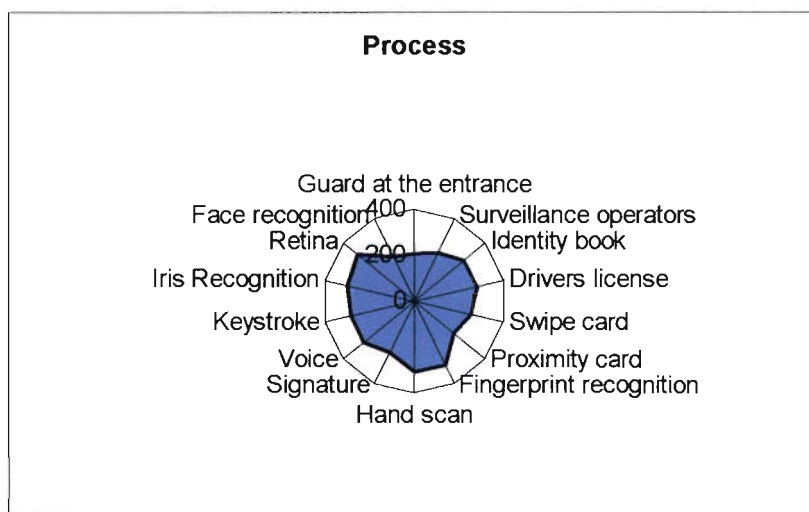 Process
Guard at the entrance
400
Face recognition
Surveillance operators
Retina
Identity book
200
Iris Recognition
Drivers license
0
Keystroke
Swipe card
Voice
Proximity card
Signature
Fingerprint recognition
Hand scan